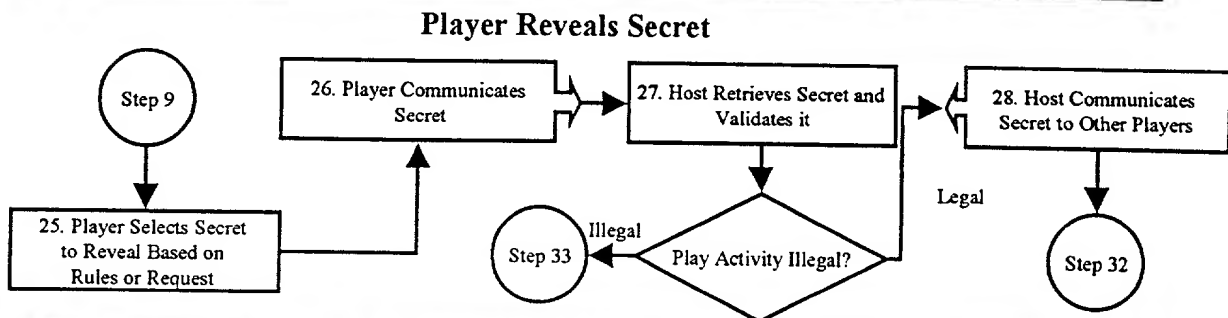 Player Reveals Secret
Step 9
25. Player Selects Secret
to Reveal Based on
Rules or Request
26. Player Communicates
Secret
27. Host Retrieves Secret and
Validates it
Play Activity Illegal?
Illegal
Step 33
Legal
28. Host Communicates
Secret to Other Players
Step 32